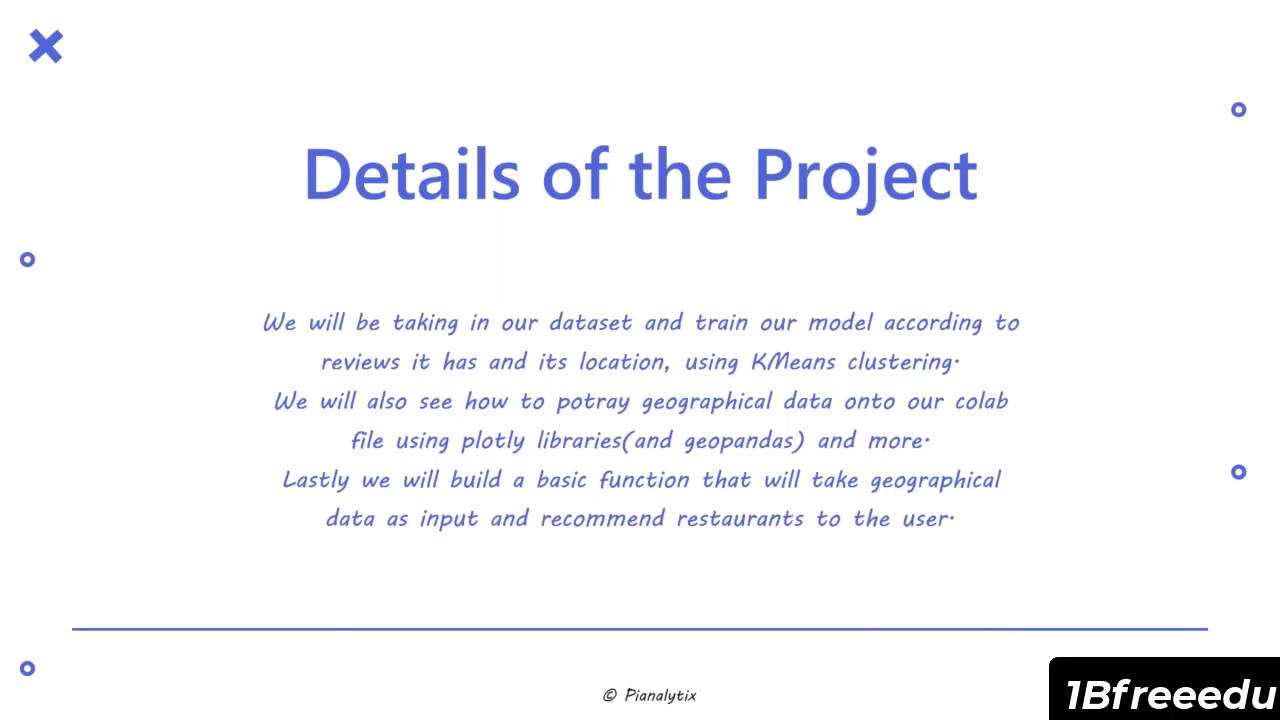 Details of the Project
We will be taking in our dataset and train our model according to
reviews it has and its location, using KMeans clustering.
We will also see how to potray geographical data onto our colab
file using plotly libraries(and geopandas) and more.
Lastly we will build a basic function that will take geographical
data as input and recommend restaurants to the user.
© Pianalytix
1Bfreeedu